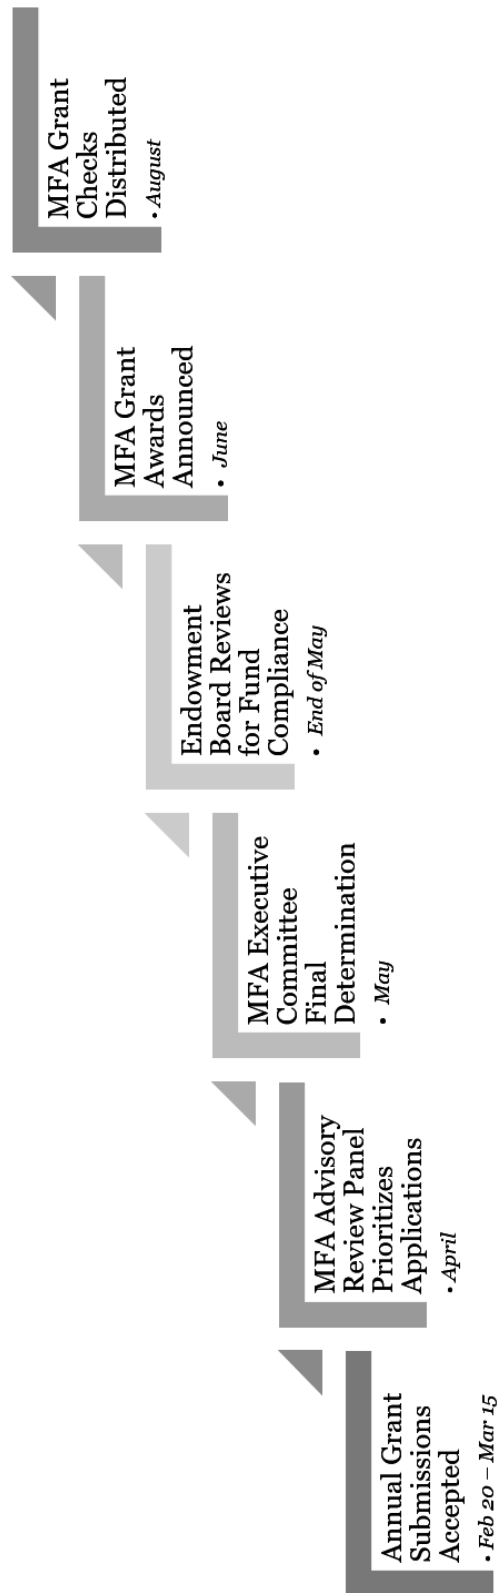 Annual Grant
Submissions
Accepted
• Feb 20 – Mar 15
MFA Advisory
Review Panel
Prioritizes
Applications
• April
MFA Executive
Committee
Final
Determination
• May
Endowment
Board Reviews
for Fund
Compliance
• End of May
MFA Grant
Awards
Announced
• June
MFA Grant
Checks
Distributed
• August